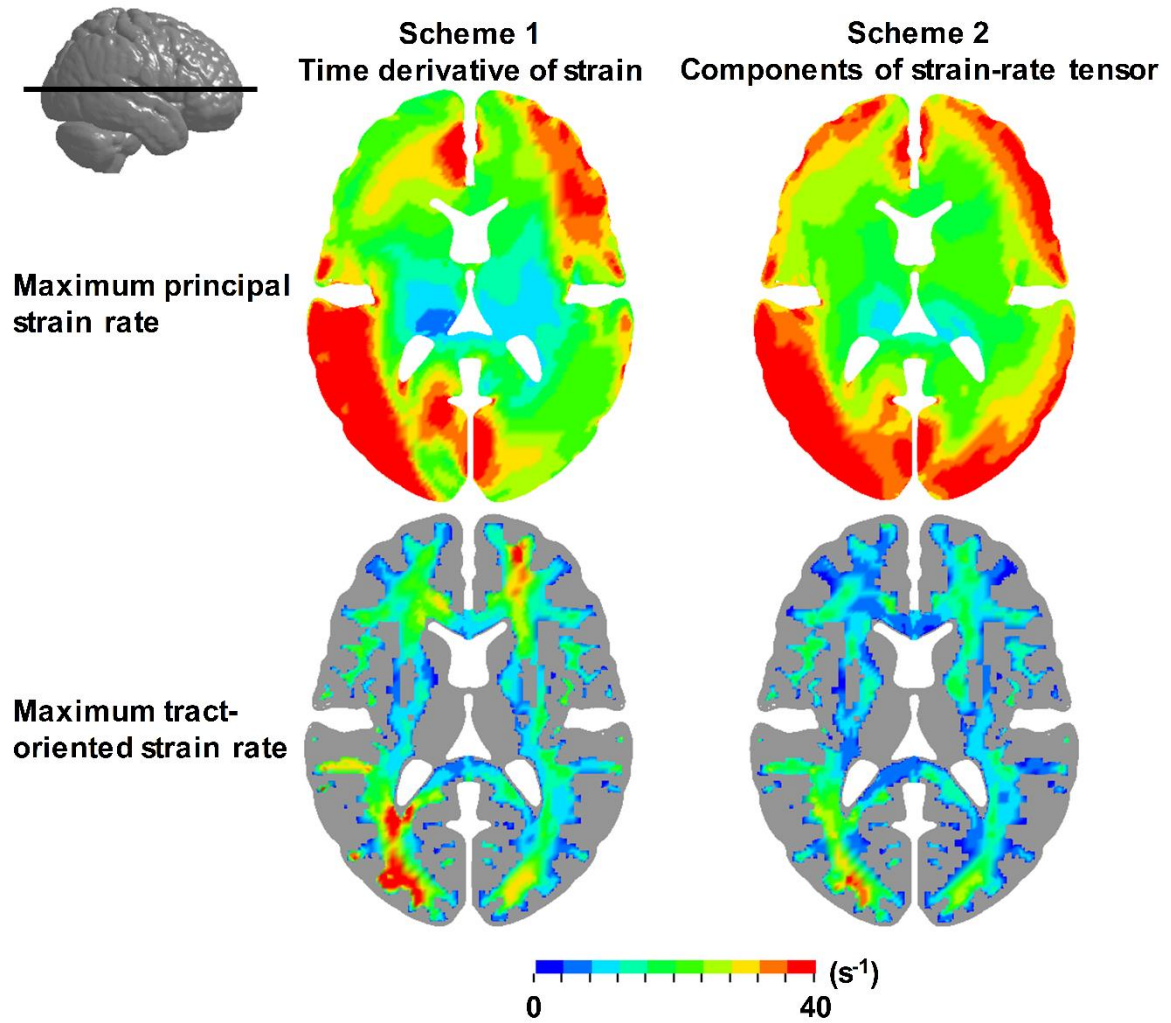 Scheme 1
Time derivative of strain
Scheme 2
Components of strain-rate tensor
Maximum principal
strain rate
Maximum tract-
oriented strain rate
(s⁻¹)
0
40